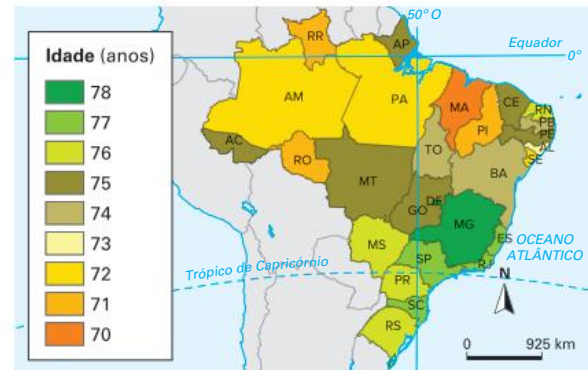 50° O
Equador
0°
Idade (anos)
78
77
76
75
74
73
72
71
70
RR
AP
AM
PA
MA
CE
RN
PB
PE
AL
SE
PI
AC
RO
TO
BA
MT
GO
DF
MG
ES
MS
SP
RJ
PR
SC
RS
OCEANO
ATLÂNTICO
Trópico de Capricórnio
N
0
925 km